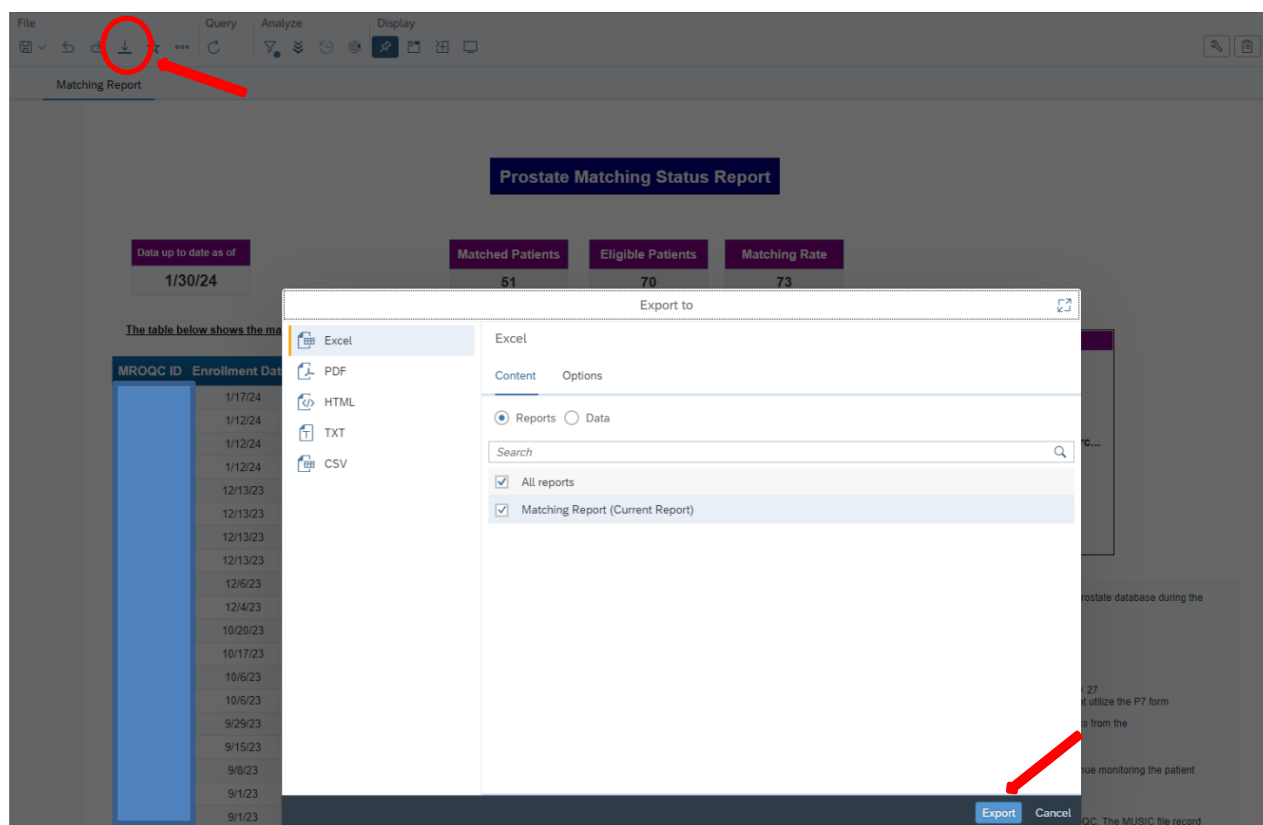 File Query Analyze Display
Matching Report
Prostate Matching Status Report
Data up to date as of
1/30/24
Matched Patients Eligible Patients Matching Rate
51 70 73
The table below shows the ma
MROQC ID Enrollment Dat
1/17/24
1/12/24
1/12/24
1/12/24
12/13/23
12/13/23
12/13/23
12/13/23
12/6/23
12/4/23
10/20/23
10/17/23
10/6/23
10/6/23
9/29/23
9/15/23
9/8/23
9/1/23
9/1/23
Export to
Excel
PDF
HTML
TXT
CSV
Excel
Content Options
Reports Data
Search
All reports
Matching Report (Current Report)
Export Cancel
rc...
rostate database during the
= 27
ot utilize the P7 form
ts from the
nue monitoring the patient
QC. The MUSIC file record